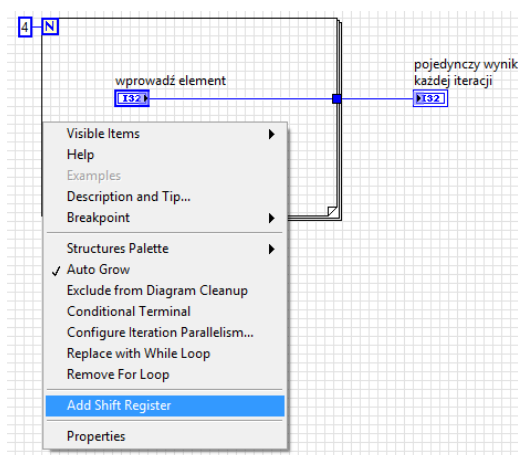 4
N
pojedynczy wynik
każdej iteracji
wprowadź element
I32
I32
Visible Items
Help
Examples
Description and Tip...
Breakpoint
Structures Palette
Auto Grow
Exclude from Diagram Cleanup
Conditional Terminal
Configure Iteration Parallelism...
Replace with While Loop
Remove For Loop
Add Shift Register
Properties